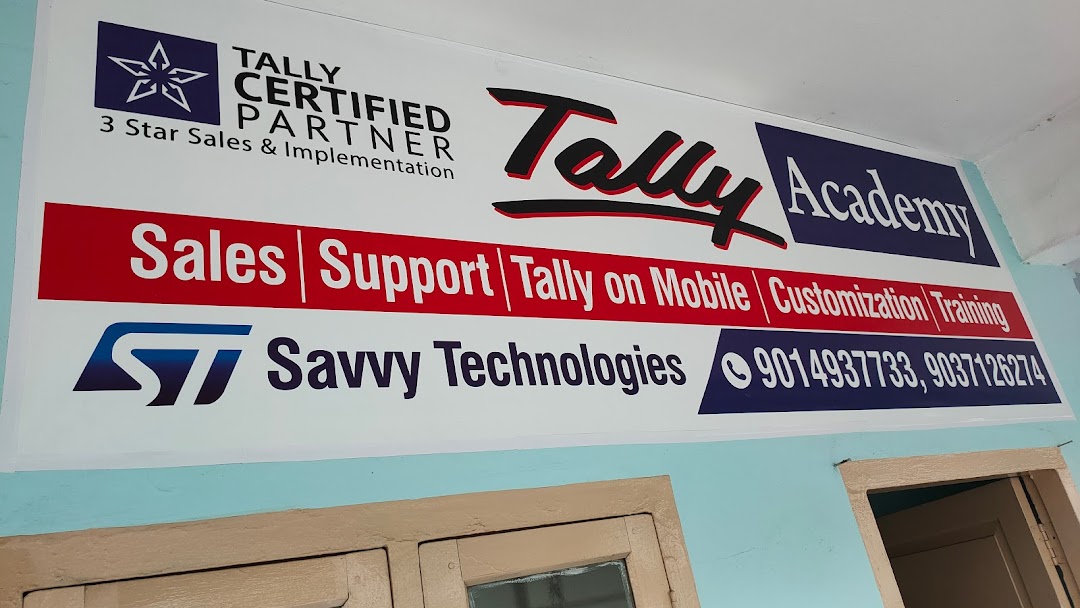 TALLY
CERTIFIED
PARTNER
3 Star Sales & Implementation
Tally Academy
Sales | Support | Tally on Mobile | Customization | Training
ST Savvy Technologies
9014937733, 9037126274